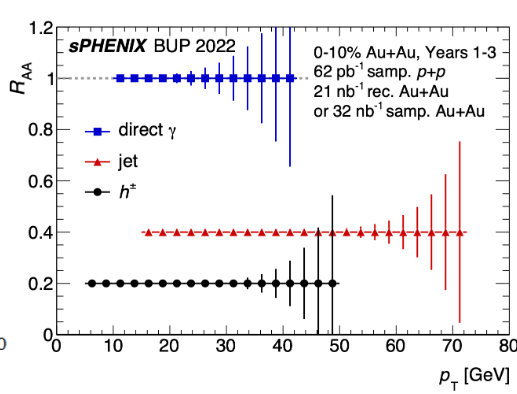 sPHENIX BUP 2022
0-10% Au+Au, Years 1-3
62 pb⁻¹ samp. p+p
21 nb⁻¹ rec. Au+Au
or 32 nb⁻¹ samp. Au+Au
direct γ
jet
h±
R_AA
1.2
1
0.8
0.6
0.4
0.2
0
0
0 10 20 30 40 50 60 70 80
p_T [GeV]